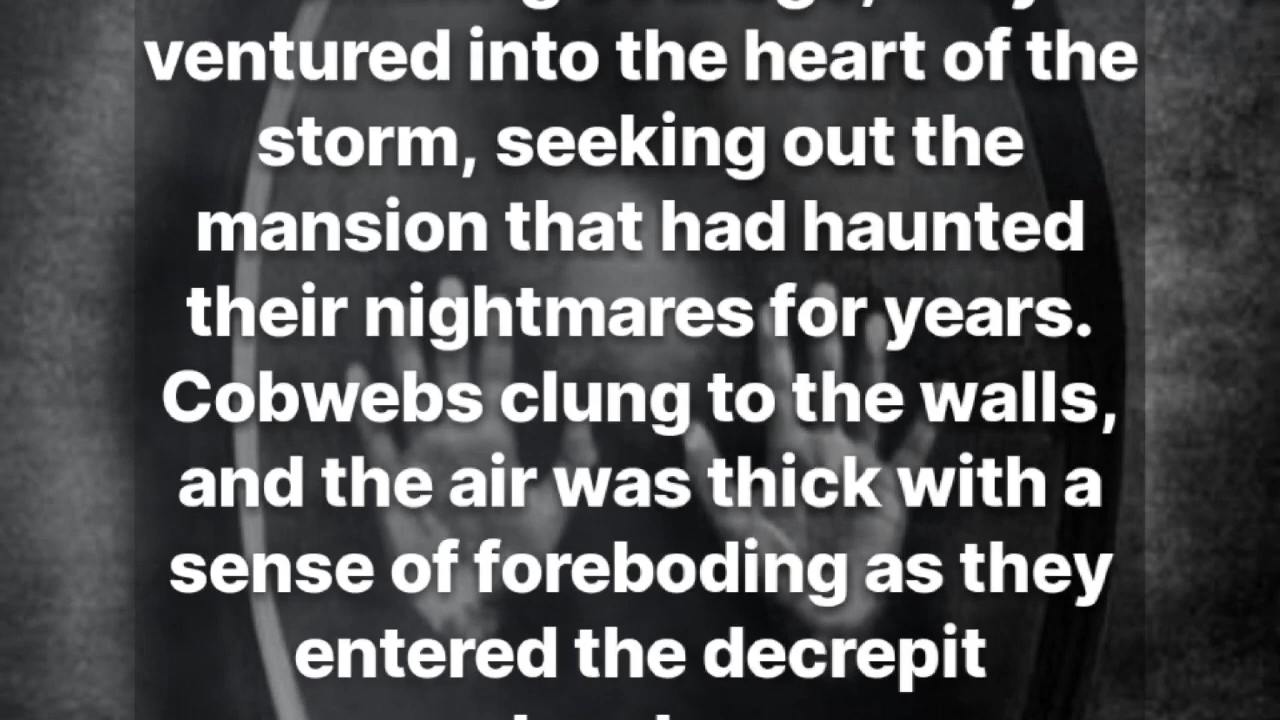 ventured into the heart of the
storm, seeking out the
mansion that had haunted
their nightmares for years.
Cobwebs clung to the walls,
and the air was thick with a
sense of foreboding as they
entered the decrepit